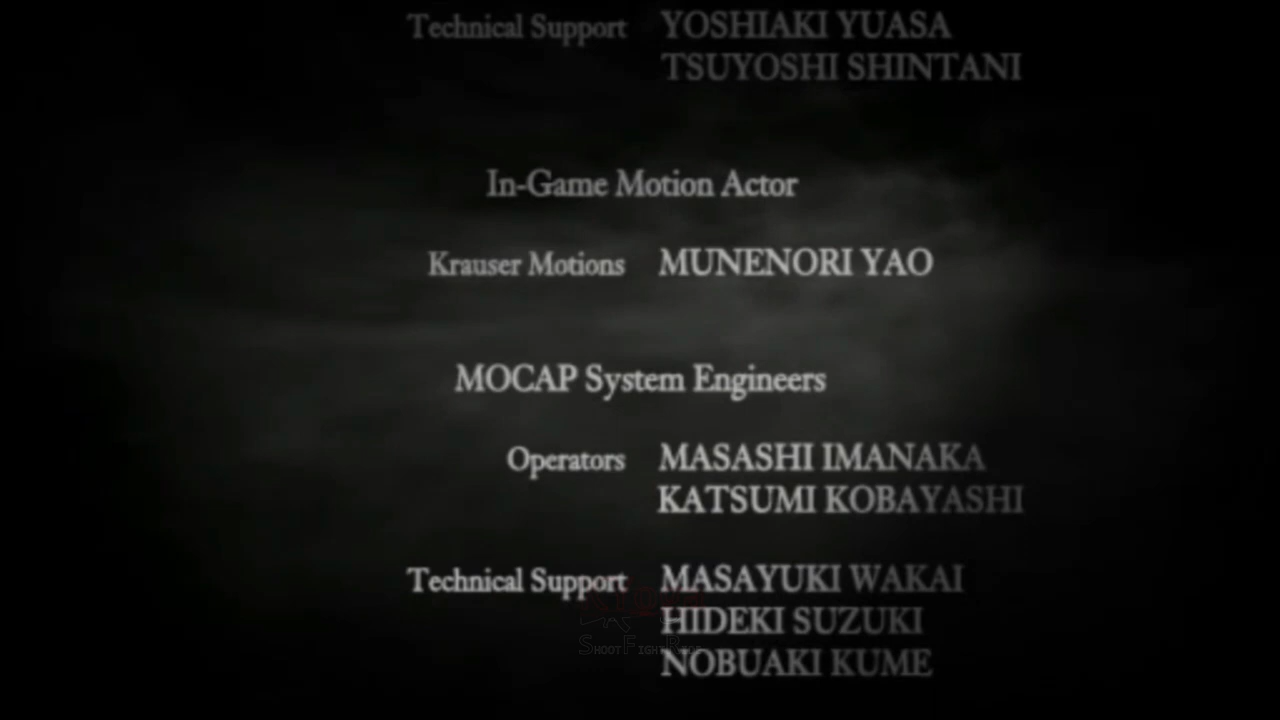 Technical Support YOSHIAKI YUASA
TSUYOSHI SHINTANI
In-Game Motion Actor
Krauser Motions MUNENORI YAO
MOCAP System Engineers
Operators MASASHI IMANAKA
KATSUMI KOBAYASHI
Technical Support MASAYUKI WAKAI
HIDEKI SUZUKI
SHOOTFIGHTRIDE
NOBUAKI KUME